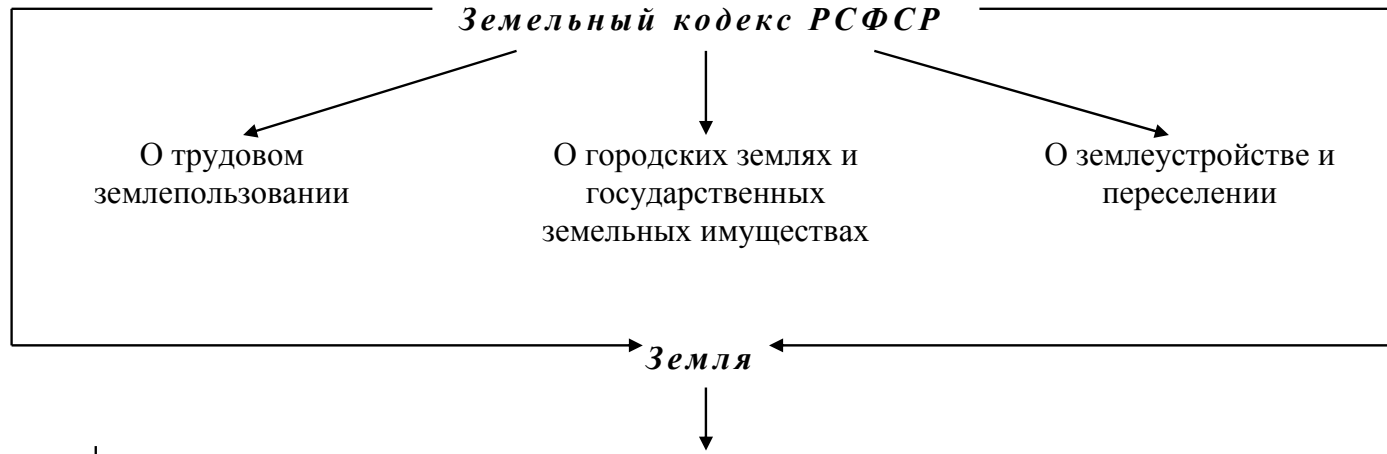 Земельный кодекс РСФСР
О трудовом
землепользовании
О городских землях и
государственных
земельных имуществах
О землеустройстве и
переселении
Земля